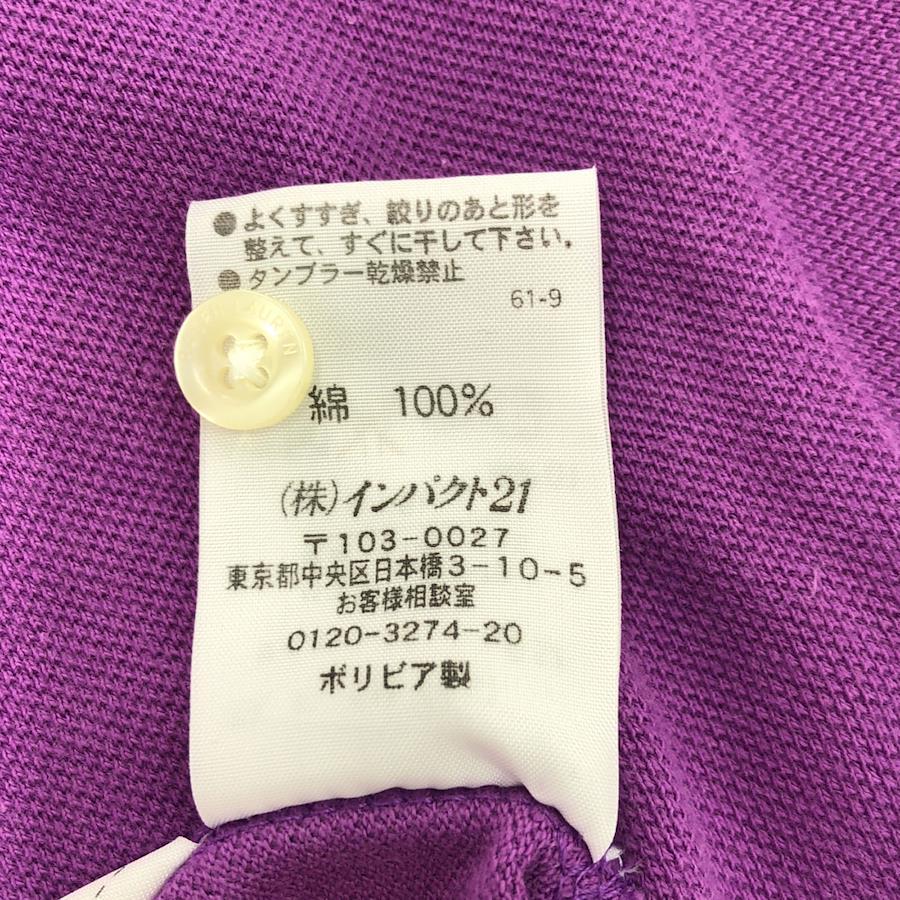 ●よくすすぎ、絞りのあと形を
整えて、すぐに干して下さい。
●タンブラー乾燥禁止
61-9
綿 100%
(株)インパクト21
〒103-0027
東京都中央区日本橋3-10-5
お客様相談室
0120-3274-20
ボリビア製